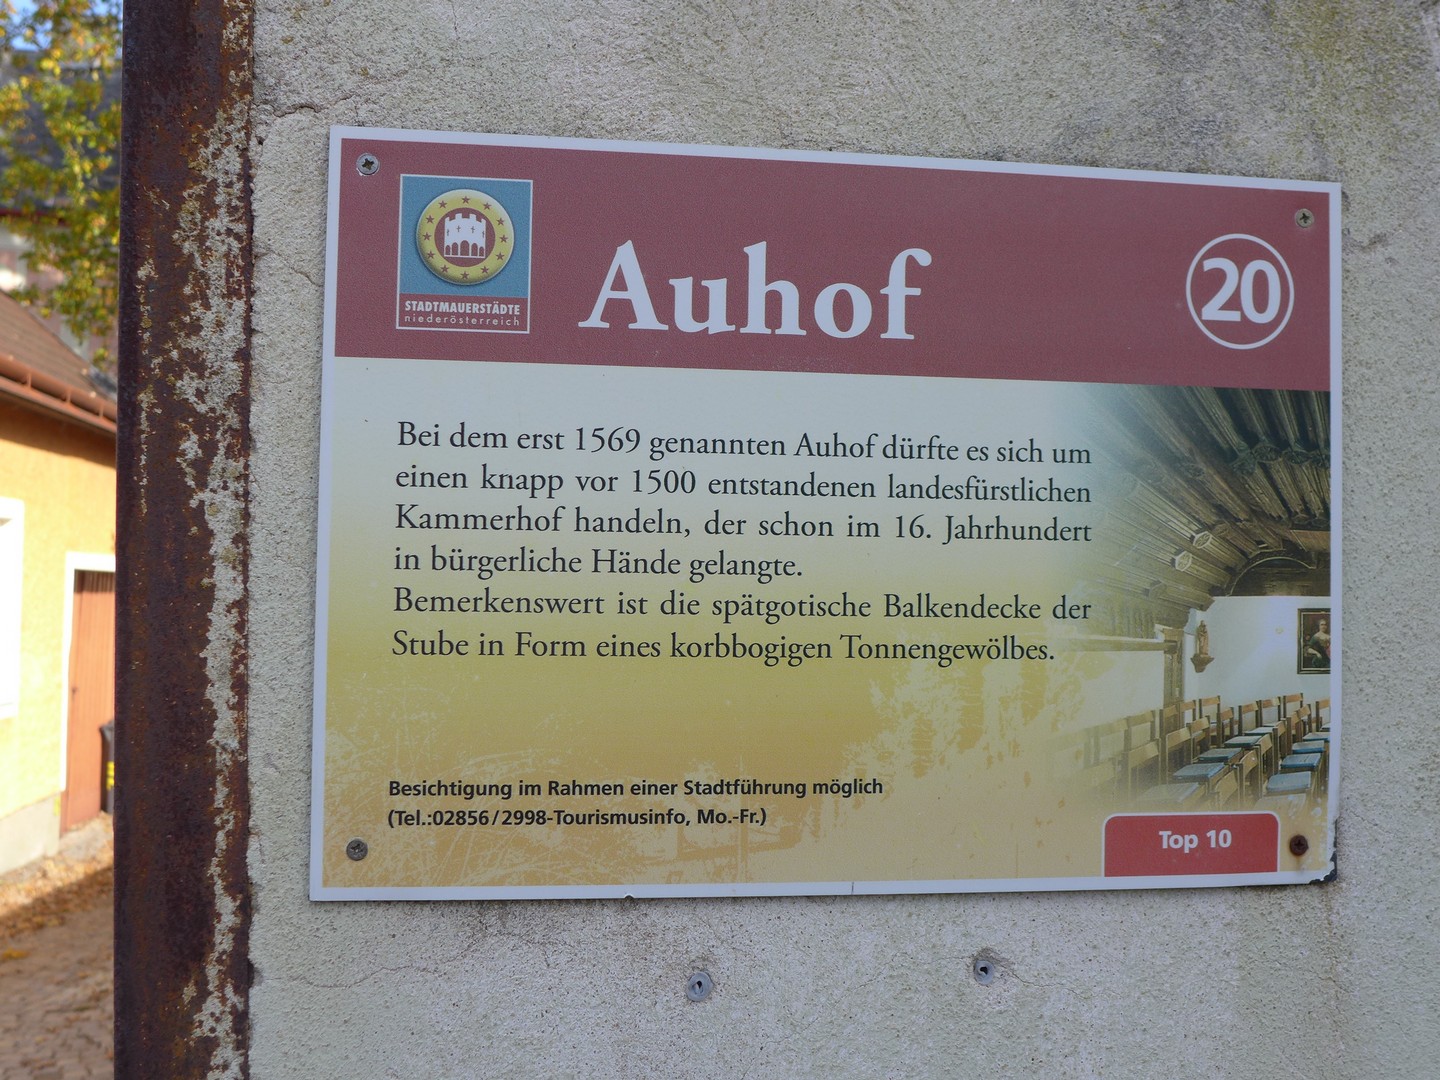 STADTMAUERSTÄDTE
niederösterreich
Auhof
20
Bei dem erst 1569 genannten Auhof dürfte es sich um
einen knapp vor 1500 entstandenen landesfürstlichen
Kammerhof handeln, der schon im 16. Jahrhundert
in bürgerliche Hände gelangte.
Bemerkenswert ist die spätgotische Balkendecke der
Stube in Form eines korbbogigen Tonnengewölbes.
Besichtigung im Rahmen einer Stadtführung möglich
(Tel.:02856/2998-Tourismusinfo, Mo.-Fr.)
Top 10